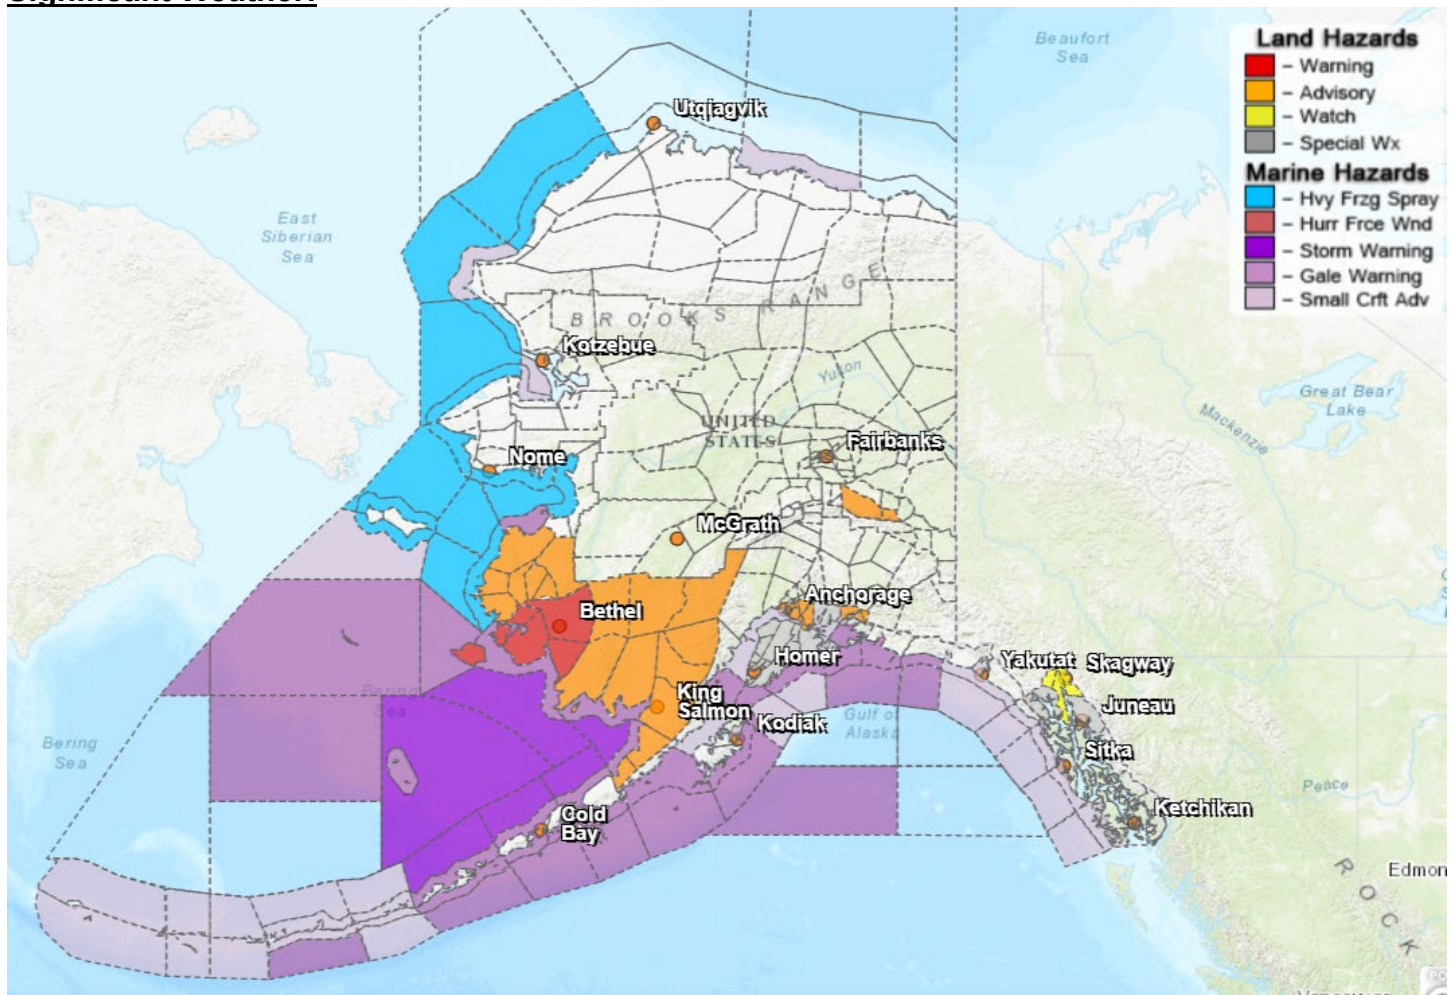 Significant Weather:
Land Hazards
– Warning
– Advisory
– Watch
– Special Wx
Marine Hazards
– Hvy Frzg Spray
– Hurr Frce Wnd
– Storm Warning
– Gale Warning
– Small Crft Adv
Beaufort
Sea
Utqiagvik
East
Siberian
Sea
BROOKS RANGE
Kotzebue
Yukon
Great Bear
Lake
Mackenzie
UNITED
STATES
Fairbanks
Nome
McGrath
Anchorage
Bethel
Homer
Yakutat
Skagway
King
Salmon
Juneau
Bering
Sea
Kodiak
Gulf of
Alaska
Sitka
Bering
Sea
Peace
Cold
Bay
Ketchikan
Edmon
ROCK